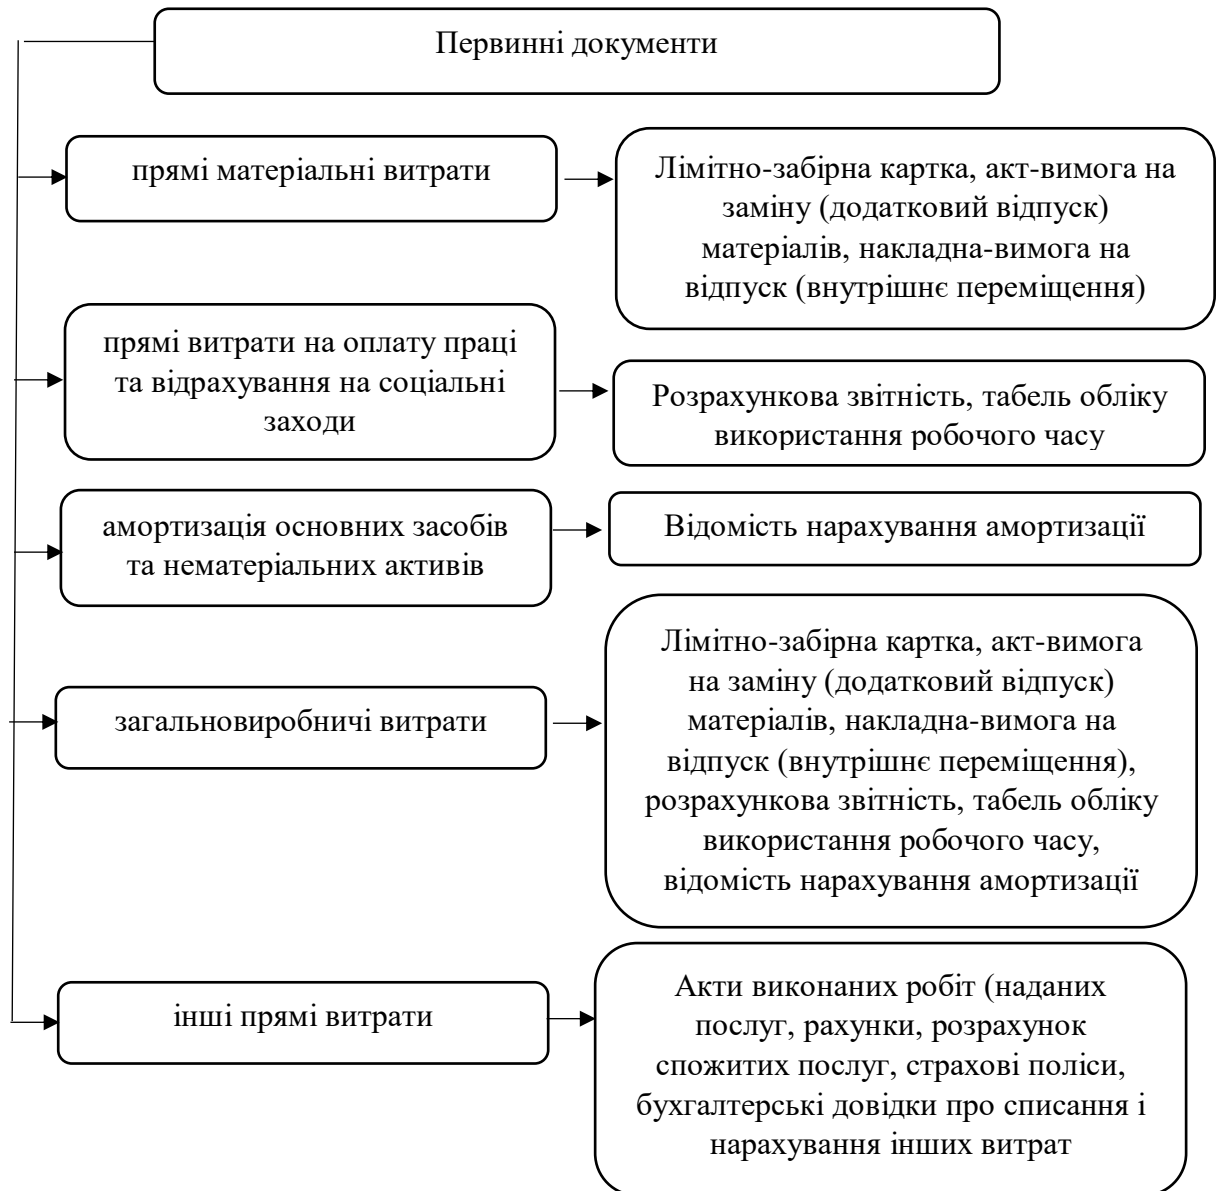 Первинні документи
прямі матеріальні витрати
Лімітно-забірна картка, акт-вимога на
заміну (додатковий відпуск)
матеріалів, накладна-вимога на
відпуск (внутрішнє переміщення)
прямі витрати на оплату праці
та відрахування на соціальні
заходи
Розрахункова звітність, табель обліку
використання робочого часу
амортизація основних засобів
та нематеріальних активів
Відомість нарахування амортизації
загальновиробничі витрати
Лімітно-забірна картка, акт-вимога
на заміну (додатковий відпуск)
матеріалів, накладна-вимога на
відпуск (внутрішнє переміщення),
розрахункова звітність, табель обліку
використання робочого часу,
відомість нарахування амортизації
інші прямі витрати
Акти виконаних робіт (наданих
послуг, рахунки, розрахунок
спожитих послуг, страхові поліси,
бухгалтерські довідки про списання і
нарахування інших витрат